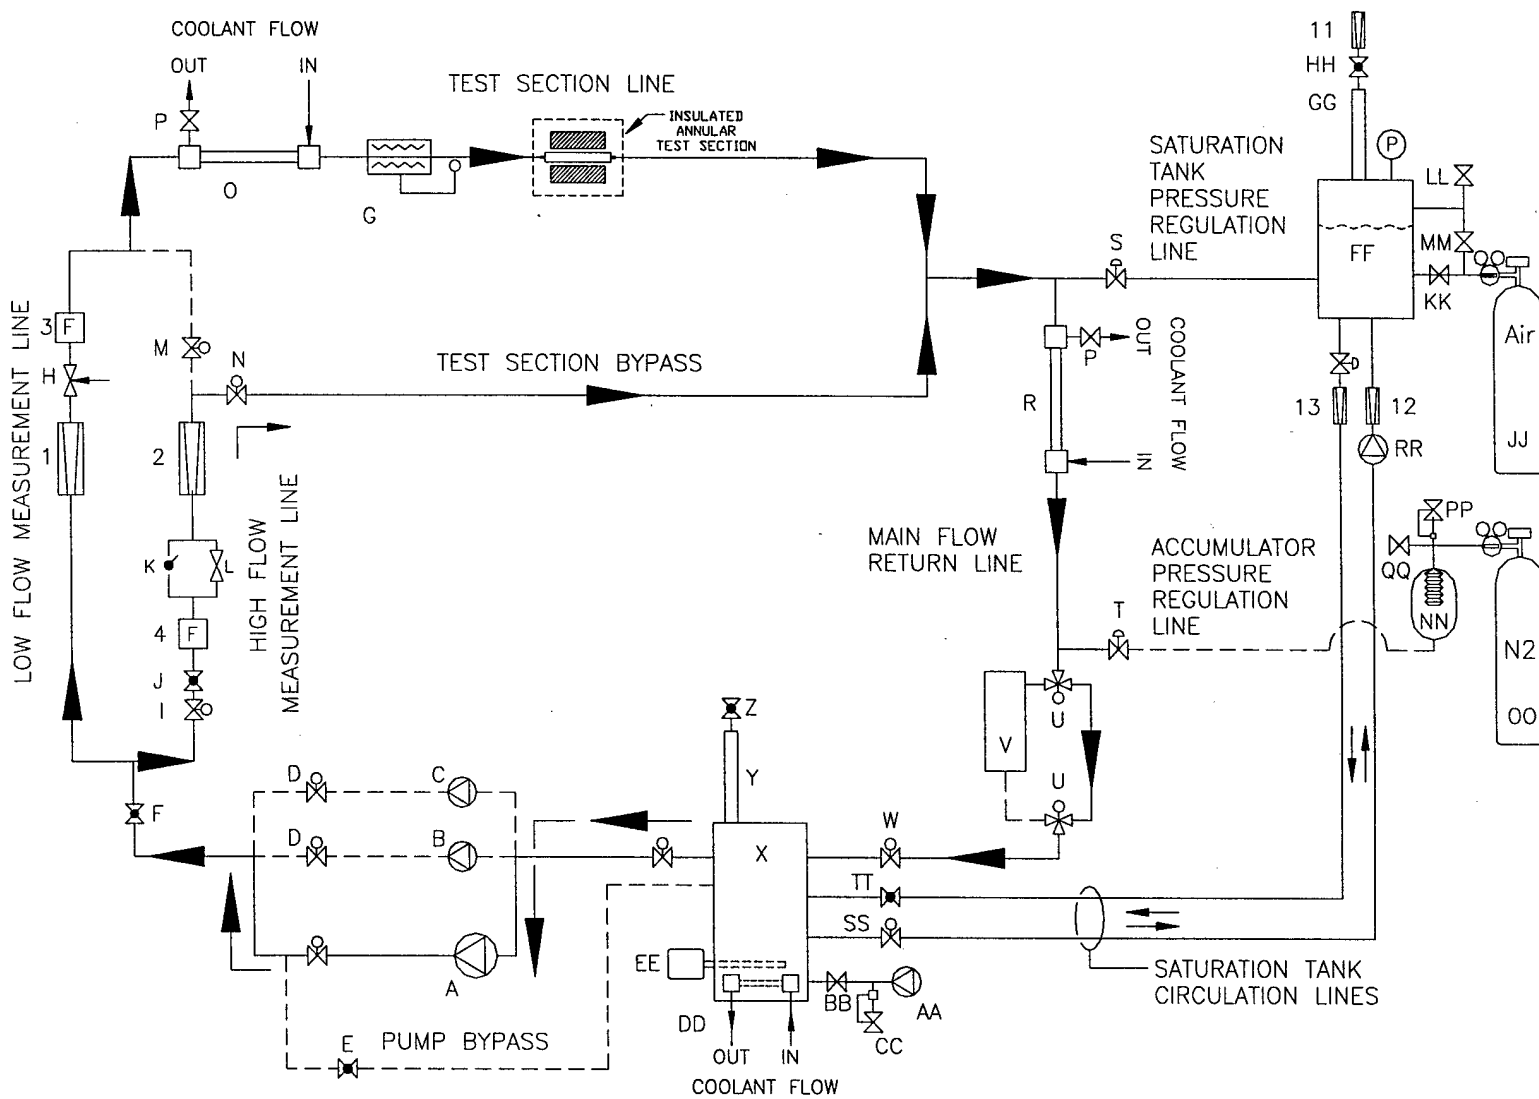 COOLANT FLOW
OUT
IN
P
O
G
TEST SECTION LINE
INSULATED
ANNULAR
TEST SECTION
11
HH
GG
P
SATURATION
TANK
PRESSURE
REGULATION
LINE
S
FF
LL
MM
KK
Air
JJ
LOW FLOW MEASUREMENT LINE
3
F
H
1
M
N
2
TEST SECTION BYPASS
K
L
4
F
J
I
HIGH FLOW
MEASUREMENT LINE
P
OUT
COOLANT FLOW
IN
R
13
12
RR
MAIN FLOW
RETURN LINE
ACCUMULATOR
PRESSURE
REGULATION
LINE
T
PP
QQ
NN
N2
OO
U
V
U
Z
Y
F
D
C
D
B
A
X
W
TT
SS
EE
DD
BB
AA
CC
SATURATION TANK
CIRCULATION LINES
E
PUMP BYPASS
OUT
IN
COOLANT FLOW